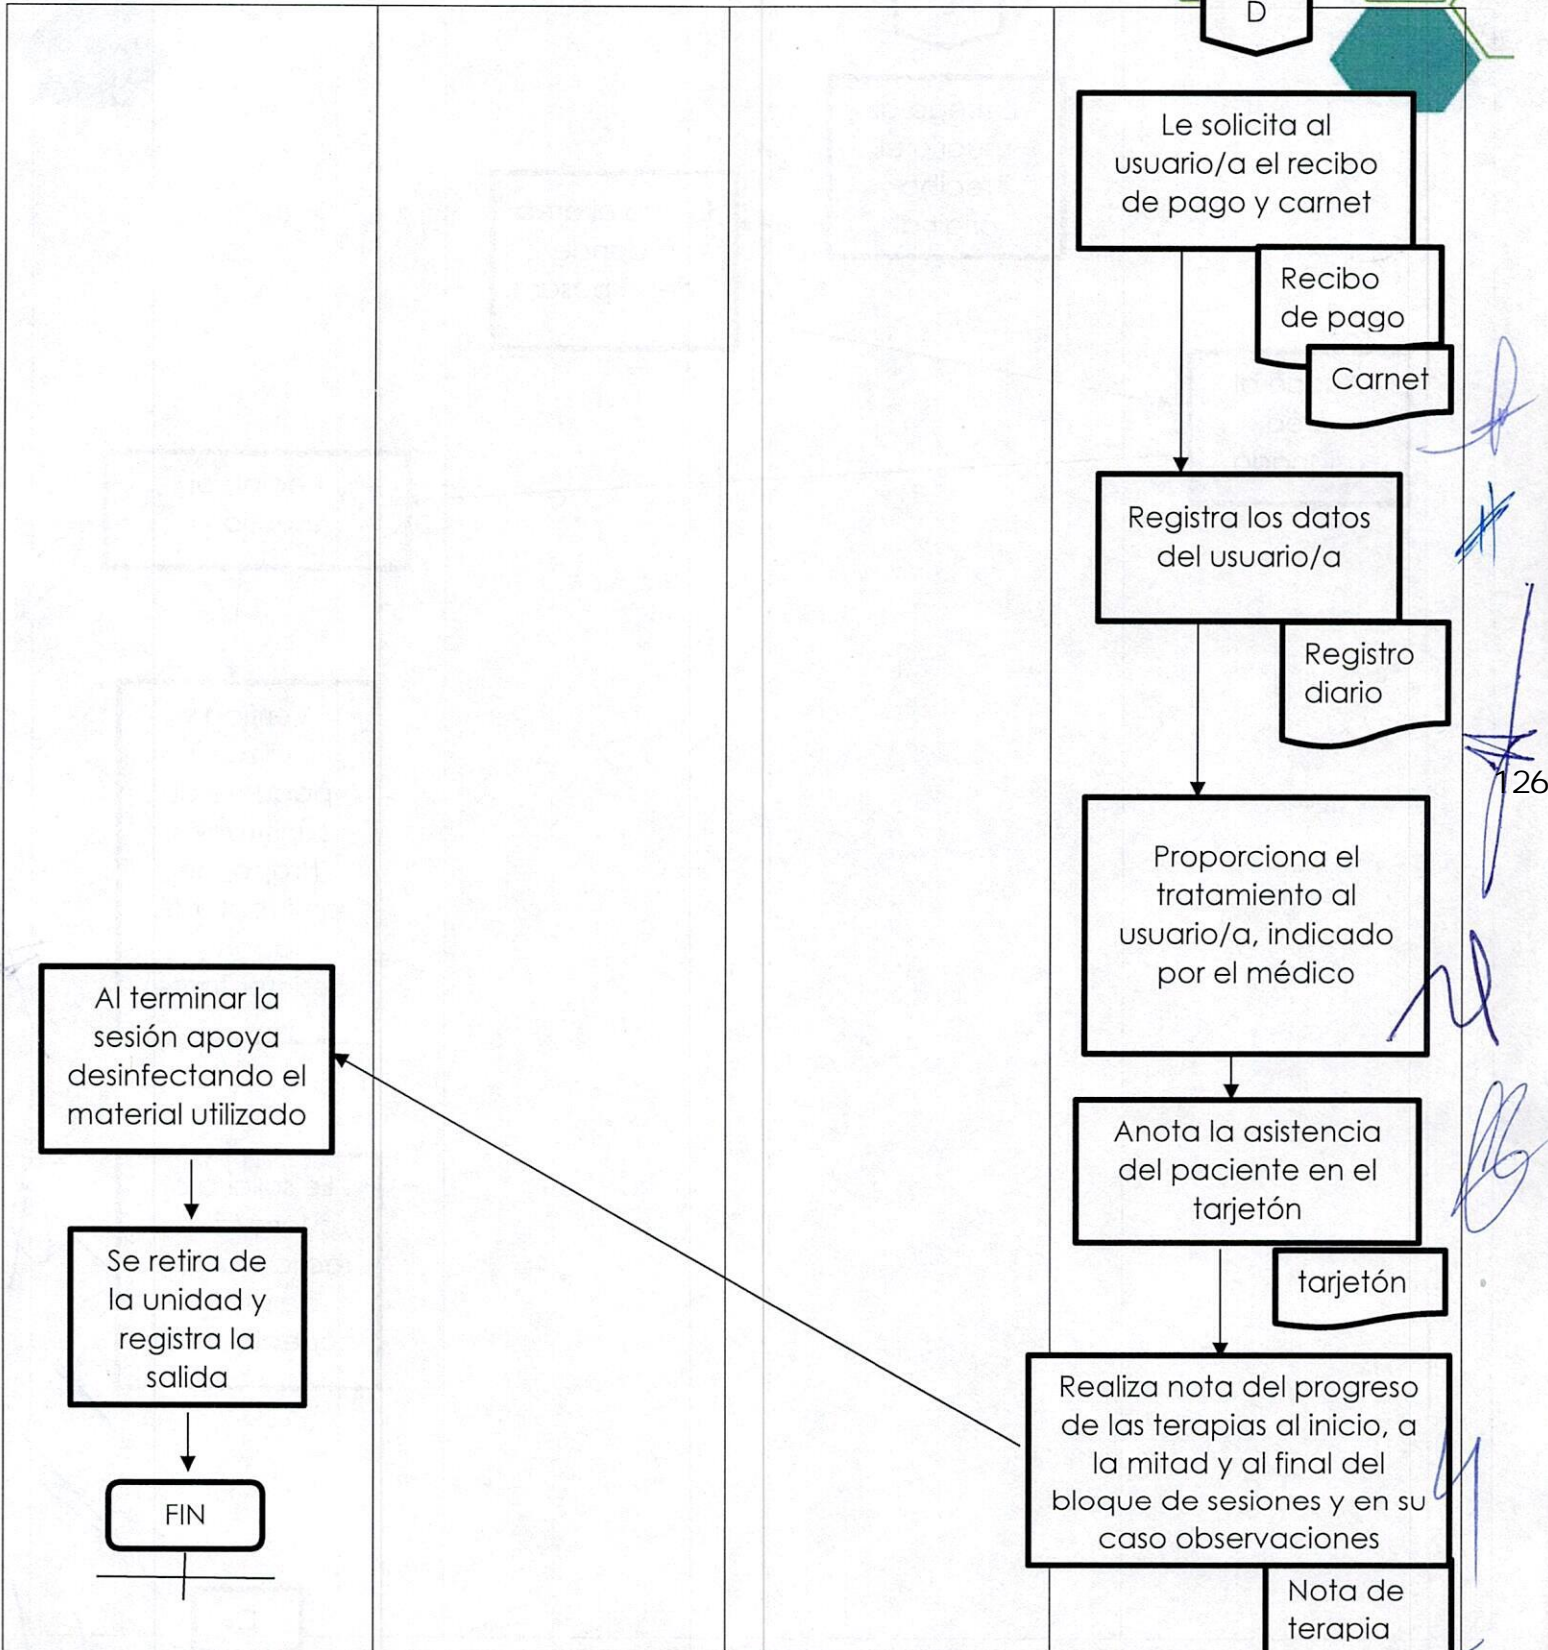 D
Le solicita al
usuario/a el recibo
de pago y carnet
Recibo
de pago
Carnet
Registra los datos
del usuario/a
Registro
diario
126
Proporciona el
tratamiento al
usuario/a, indicado
por el médico
Anota la asistencia
del paciente en el
tarjetón
tarjetón
Realiza nota del progreso
de las terapias al inicio, a
la mitad y al final del
bloque de sesiones y en su
caso observaciones
Nota de
terapia
Al terminar la
sesión apoya
desinfectando el
material utilizado
Se retira de
la unidad y
registra la
salida
FIN